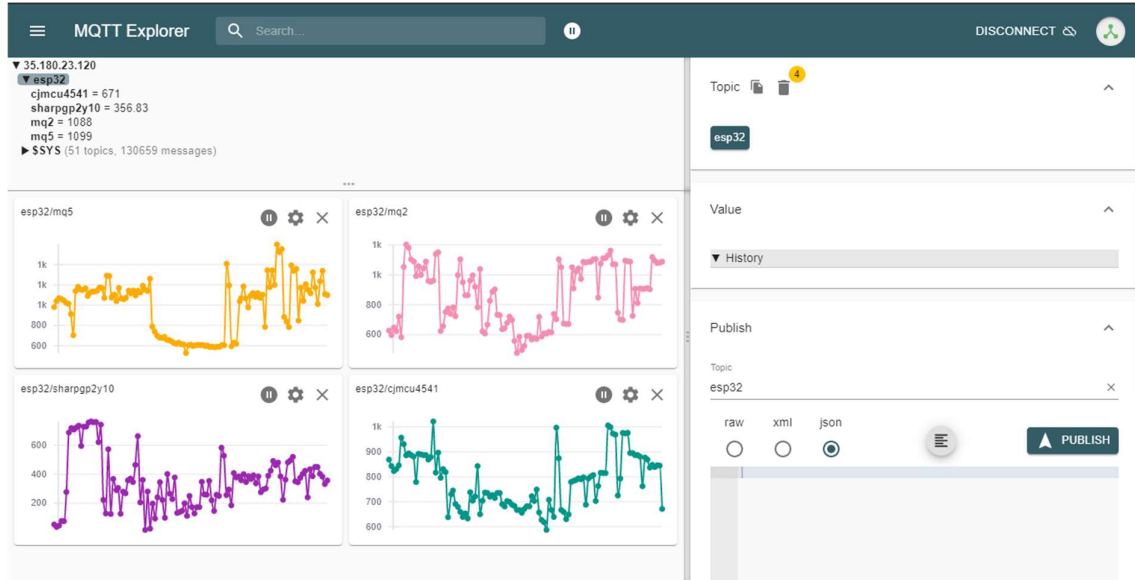 MQTT Explorer
Search...
DISCONNECT
▼ 35.180.23.120
▼ esp32
cjmcu4541 = 671
sharpgp2y10 = 356.83
mq2 = 1088
mq5 = 1099
▶ $SYS (51 topics, 130659 messages)
esp32/mq5
1k
1k
1k
800
600
esp32/mq2
1k
1k
800
600
esp32/sharpgp2y10
600
400
200
esp32/cjmcu4541
1k
900
800
700
600
Topic
4
esp32
Value
▼ History
Publish
Topic
esp32
raw xml json
PUBLISH